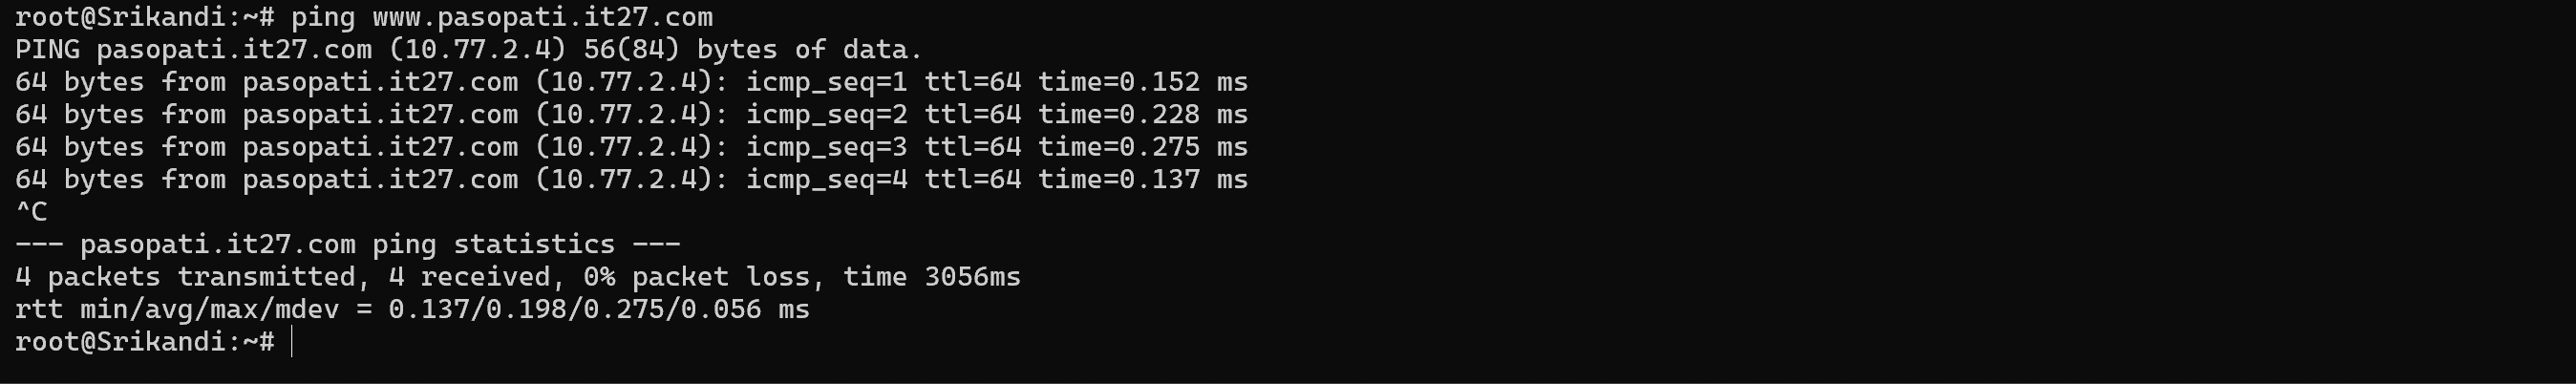 root@Srikandi:~# ping www.pasopati.it27.com
PING pasopati.it27.com (10.77.2.4) 56(84) bytes of data.
64 bytes from pasopati.it27.com (10.77.2.4): icmp_seq=1 ttl=64 time=0.152 ms
64 bytes from pasopati.it27.com (10.77.2.4): icmp_seq=2 ttl=64 time=0.228 ms
64 bytes from pasopati.it27.com (10.77.2.4): icmp_seq=3 ttl=64 time=0.275 ms
64 bytes from pasopati.it27.com (10.77.2.4): icmp_seq=4 ttl=64 time=0.137 ms
^C
--- pasopati.it27.com ping statistics ---
4 packets transmitted, 4 received, 0% packet loss, time 3056ms
rtt min/avg/max/mdev = 0.137/0.198/0.275/0.056 ms
root@Srikandi:~#